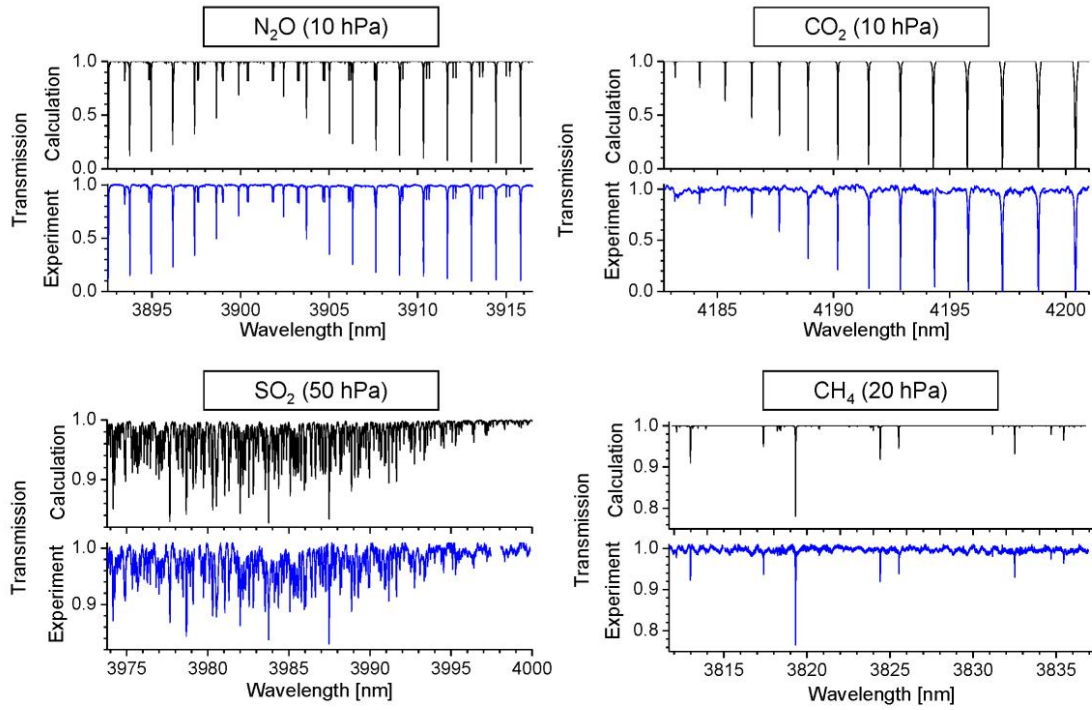 N₂O (10 hPa)
1.0
0.5
0.0
1.0
0.5
0.0
Transmission
Calculation
Experiment
3895 3900 3905 3910 3915
Wavelength [nm]
CO₂ (10 hPa)
1.0
0.5
0.0
1.0
0.5
0.0
Transmission
Calculation
Experiment
4185 4190 4195 4200
Wavelength [nm]
SO₂ (50 hPa)
1.0
0.9
1.0
0.9
Transmission
Calculation
Experiment
3975 3980 3985 3990 3995 4000
Wavelength [nm]
CH₄ (20 hPa)
1.0
0.9
0.8
1.0
0.9
0.8
Transmission
Calculation
Experiment
3815 3820 3825 3830 3835
Wavelength [nm]